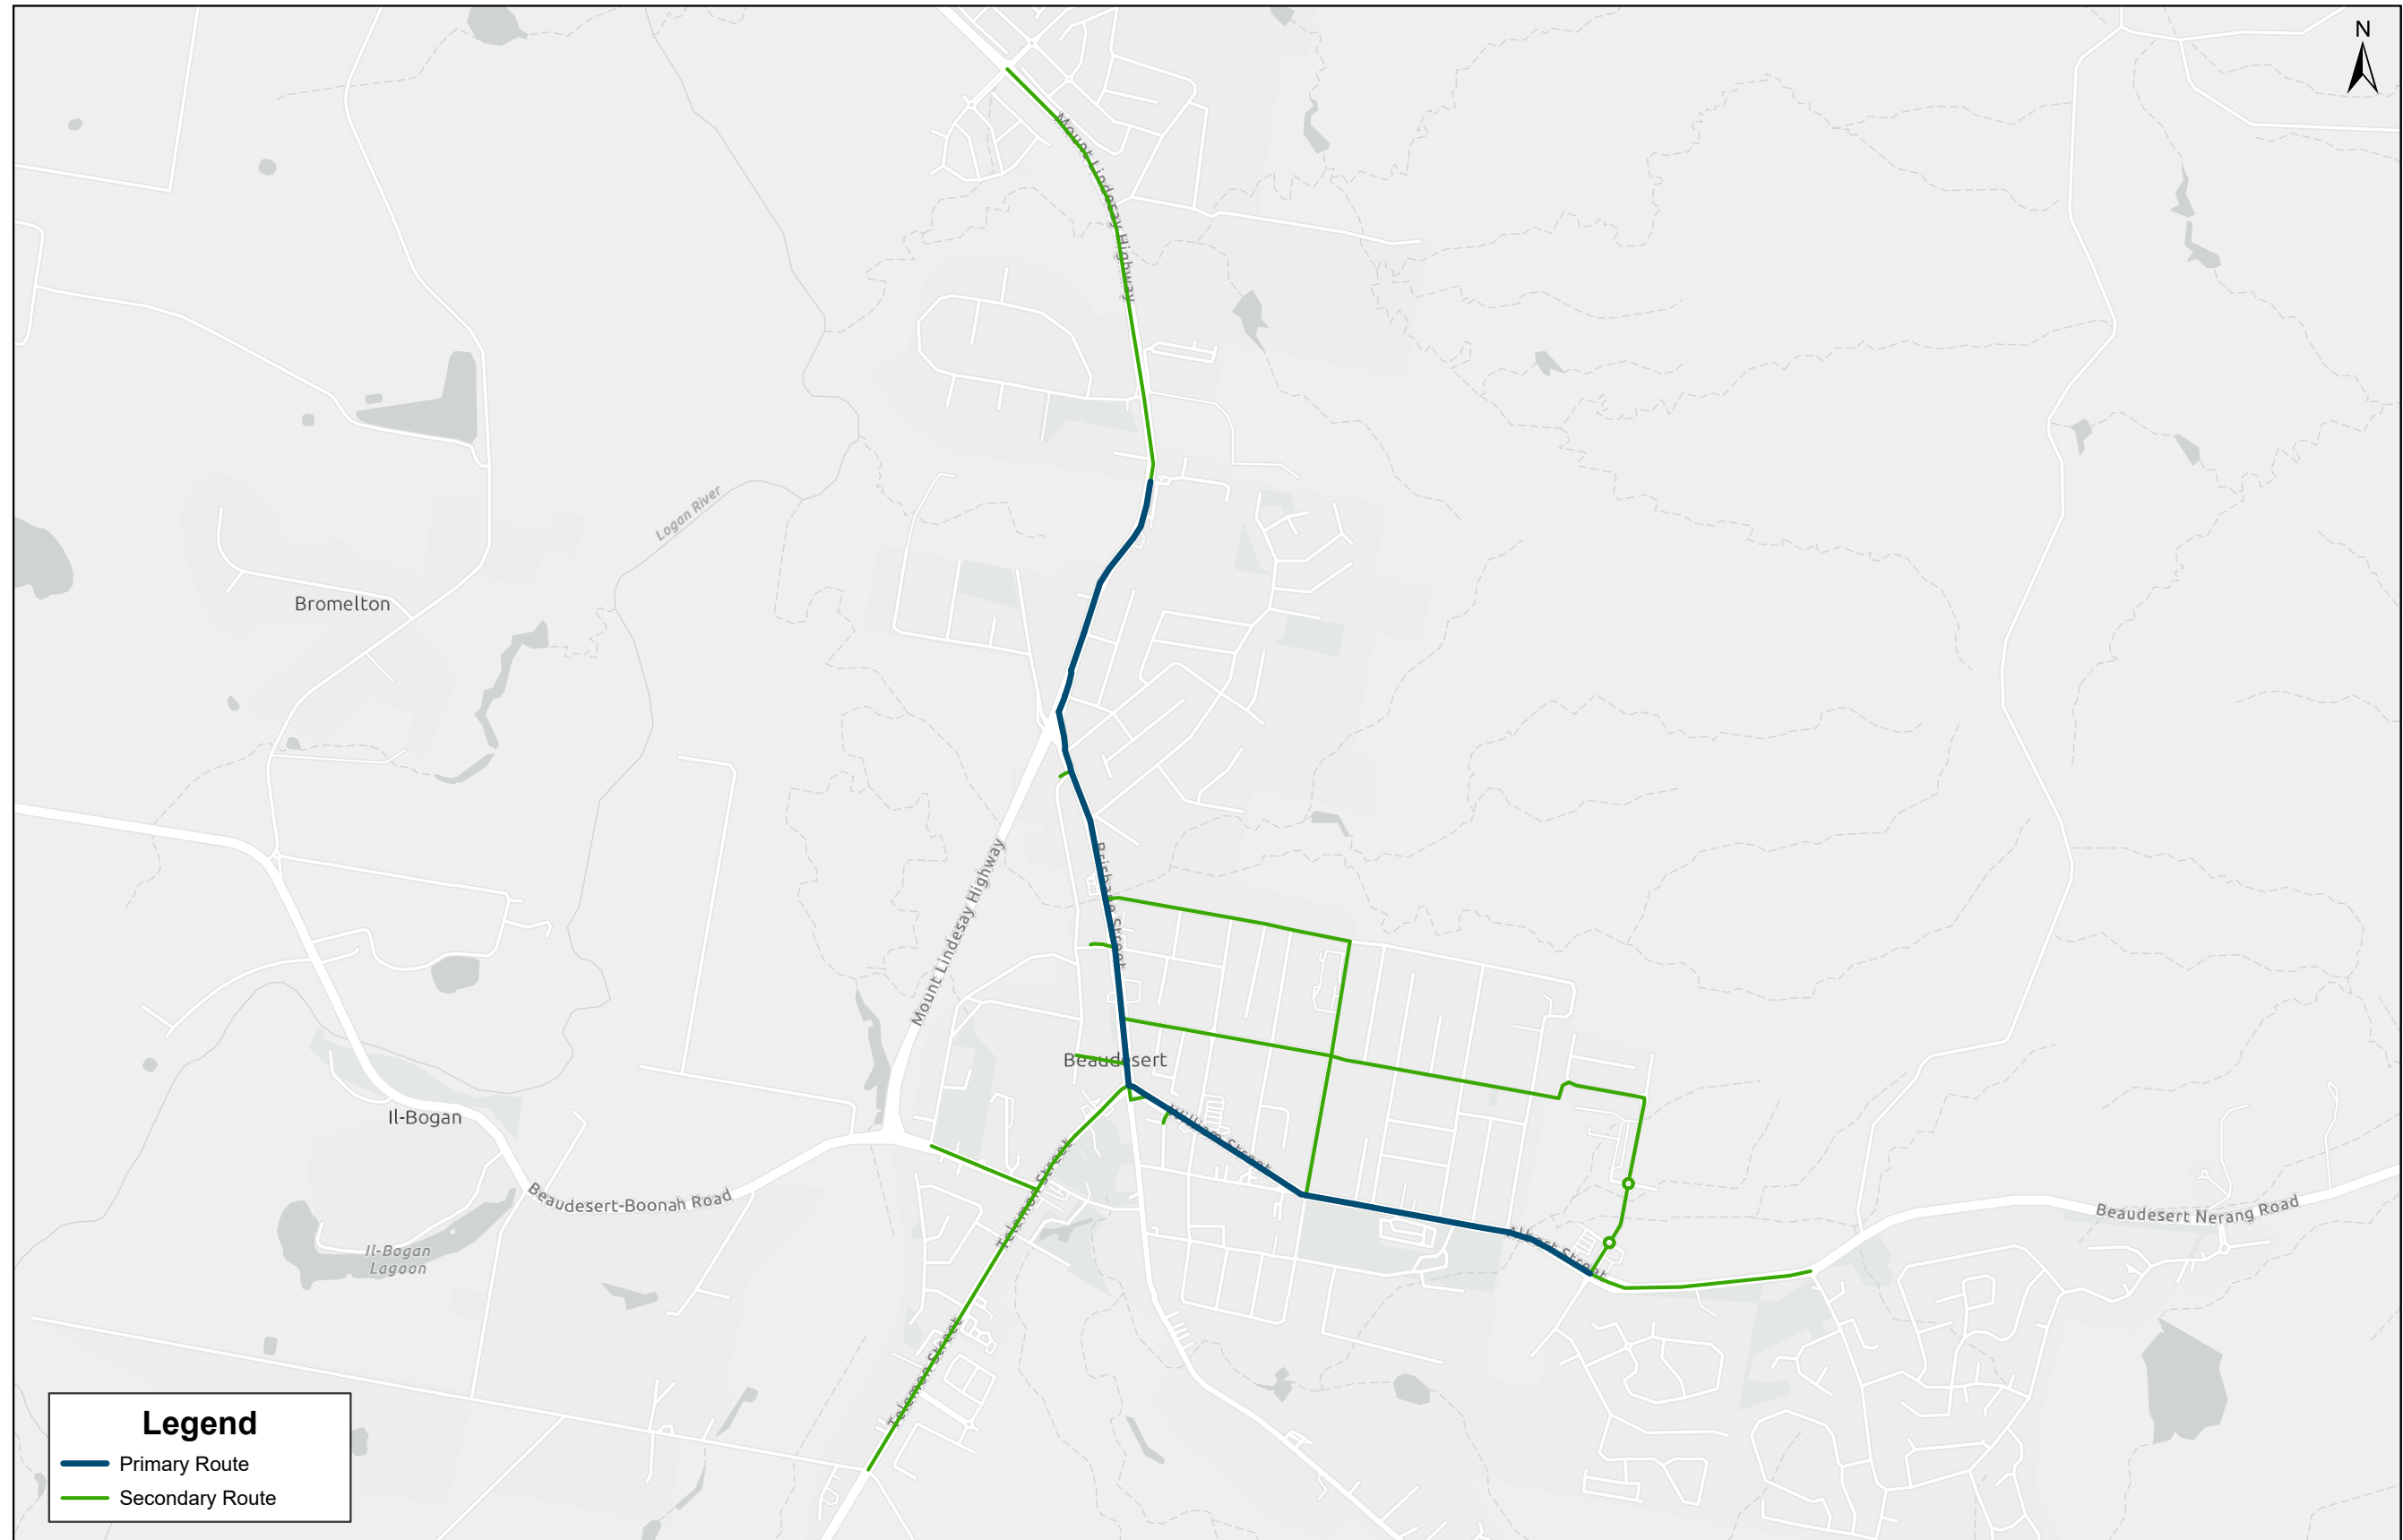 N
Mount Lindesay Highway
Logan River
Bromelton
Mount Lindesay Highway
Brisbane Street
Beaudesert
Il-Bogan
William Street
Beaudesert-Boonah Road
Telemon Street
Beaudesert Nerang Road
Albert Street
Il-Bogan
Lagoon
Telemon Street
Legend
Primary Route
Secondary Route